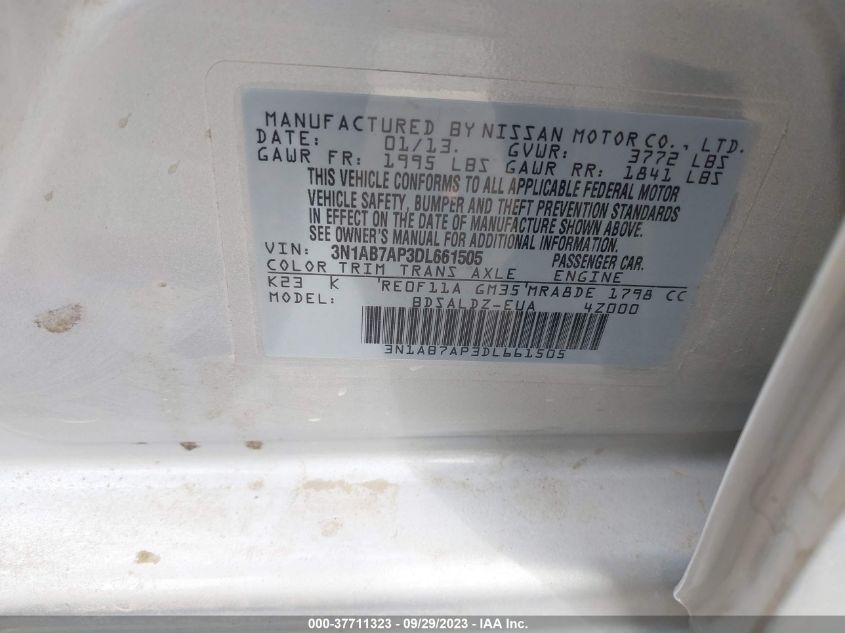 MANUFACTURED BY NISSAN MOTOR CO., LTD.
DATE: 01/13. GVWR: 3772 LBS
GAWR FR: 1995 LBS GAWR RR: 1841 LBS
THIS VEHICLE CONFORMS TO ALL APPLICABLE FEDERAL MOTOR
VEHICLE SAFETY, BUMPER AND THEFT PREVENTION STANDARDS
IN EFFECT ON THE DATE OF MANUFACTURE SHOWN ABOVE.
SEE OWNER'S MANUAL FOR ADDITIONAL INFORMATION.
VIN: 3N1AB7AP3DL661505 PASSENGER CAR.
COLOR TRIM TRANS AXLE ENGINE
K23 K RE0F11A GM35 MRA8DE 1798 CC
MODEL: BDSALDZ-EUA 4Z000
3N1AB7AP3DL661505
000-37711323 - 09/29/2023 - IAA Inc.